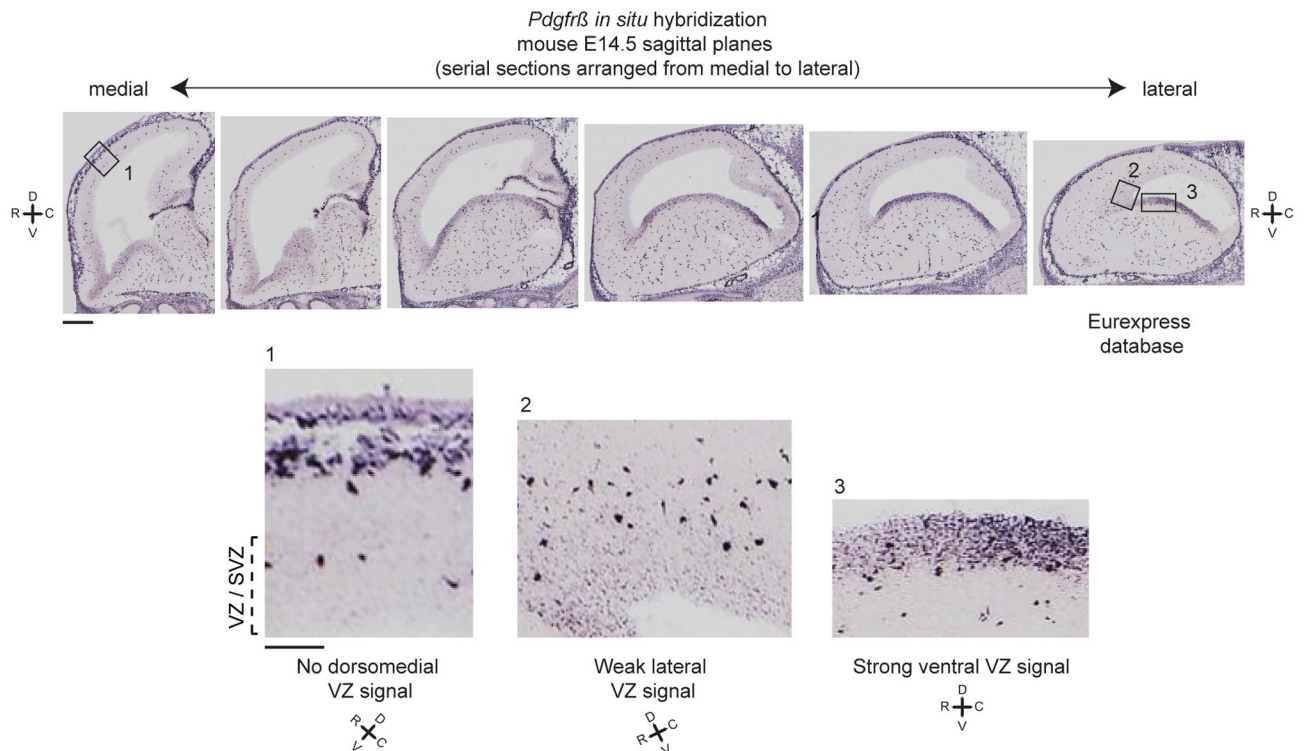 Pdgfrß in situ hybridization
mouse E14.5 sagittal planes
(serial sections arranged from medial to lateral)
medial
lateral
1
2
3
D
R C
V
1
D
R C
V
Eurexpress
database
1
2
3
VZ / SVZ
No dorsomedial
VZ signal
Weak lateral
VZ signal
Strong ventral VZ signal
R D
V C
D
R C
V
D
R C
V